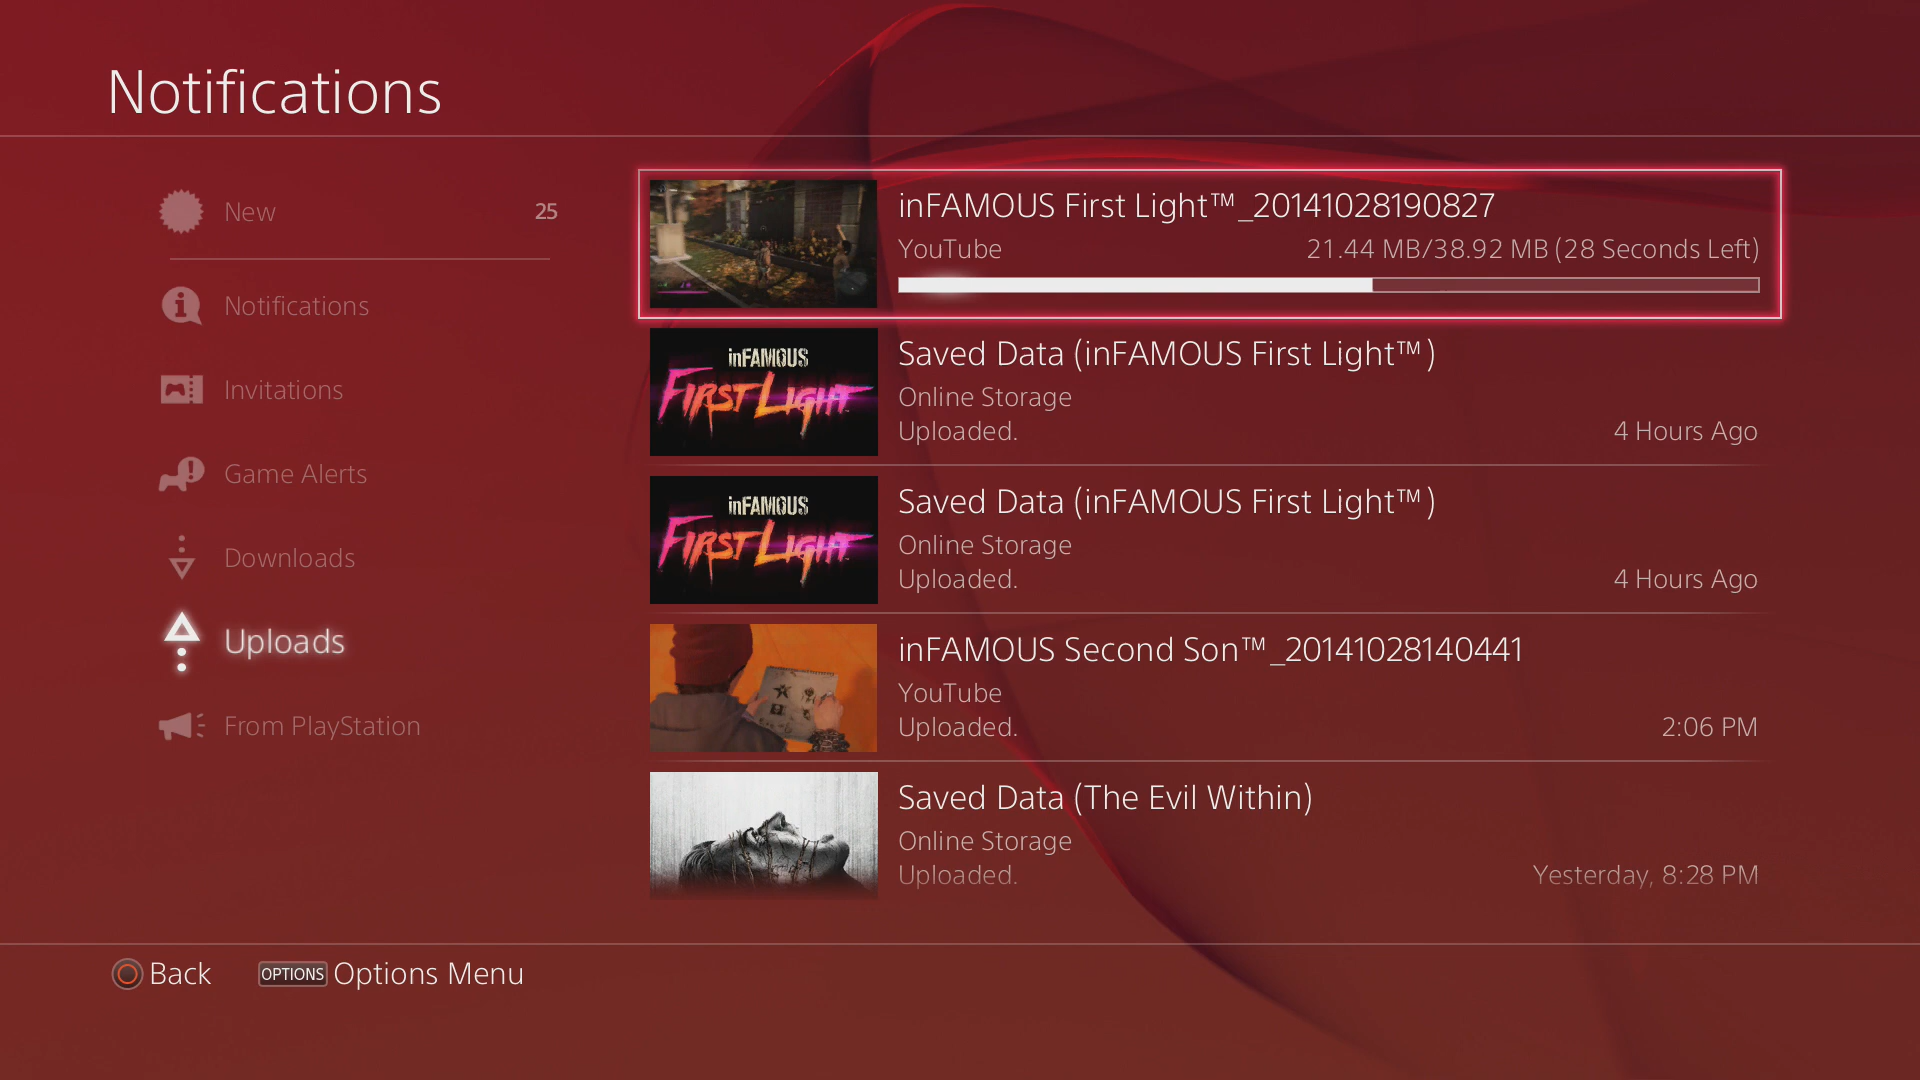 Notifications
New 25
Notifications
Invitations
Game Alerts
Downloads
Uploads
From PlayStation
inFAMOUS First Light™_20141028190827
YouTube 21.44 MB/38.92 MB (28 Seconds Left)
inFAMOUS
FIRST LIGHT
Saved Data (inFAMOUS First Light™)
Online Storage
Uploaded. 4 Hours Ago
inFAMOUS
FIRST LIGHT
Saved Data (inFAMOUS First Light™)
Online Storage
Uploaded. 4 Hours Ago
inFAMOUS Second Son™_20141028140441
YouTube
Uploaded. 2:06 PM
Saved Data (The Evil Within)
Online Storage
Uploaded. Yesterday, 8:28 PM
Back OPTIONS Options Menu